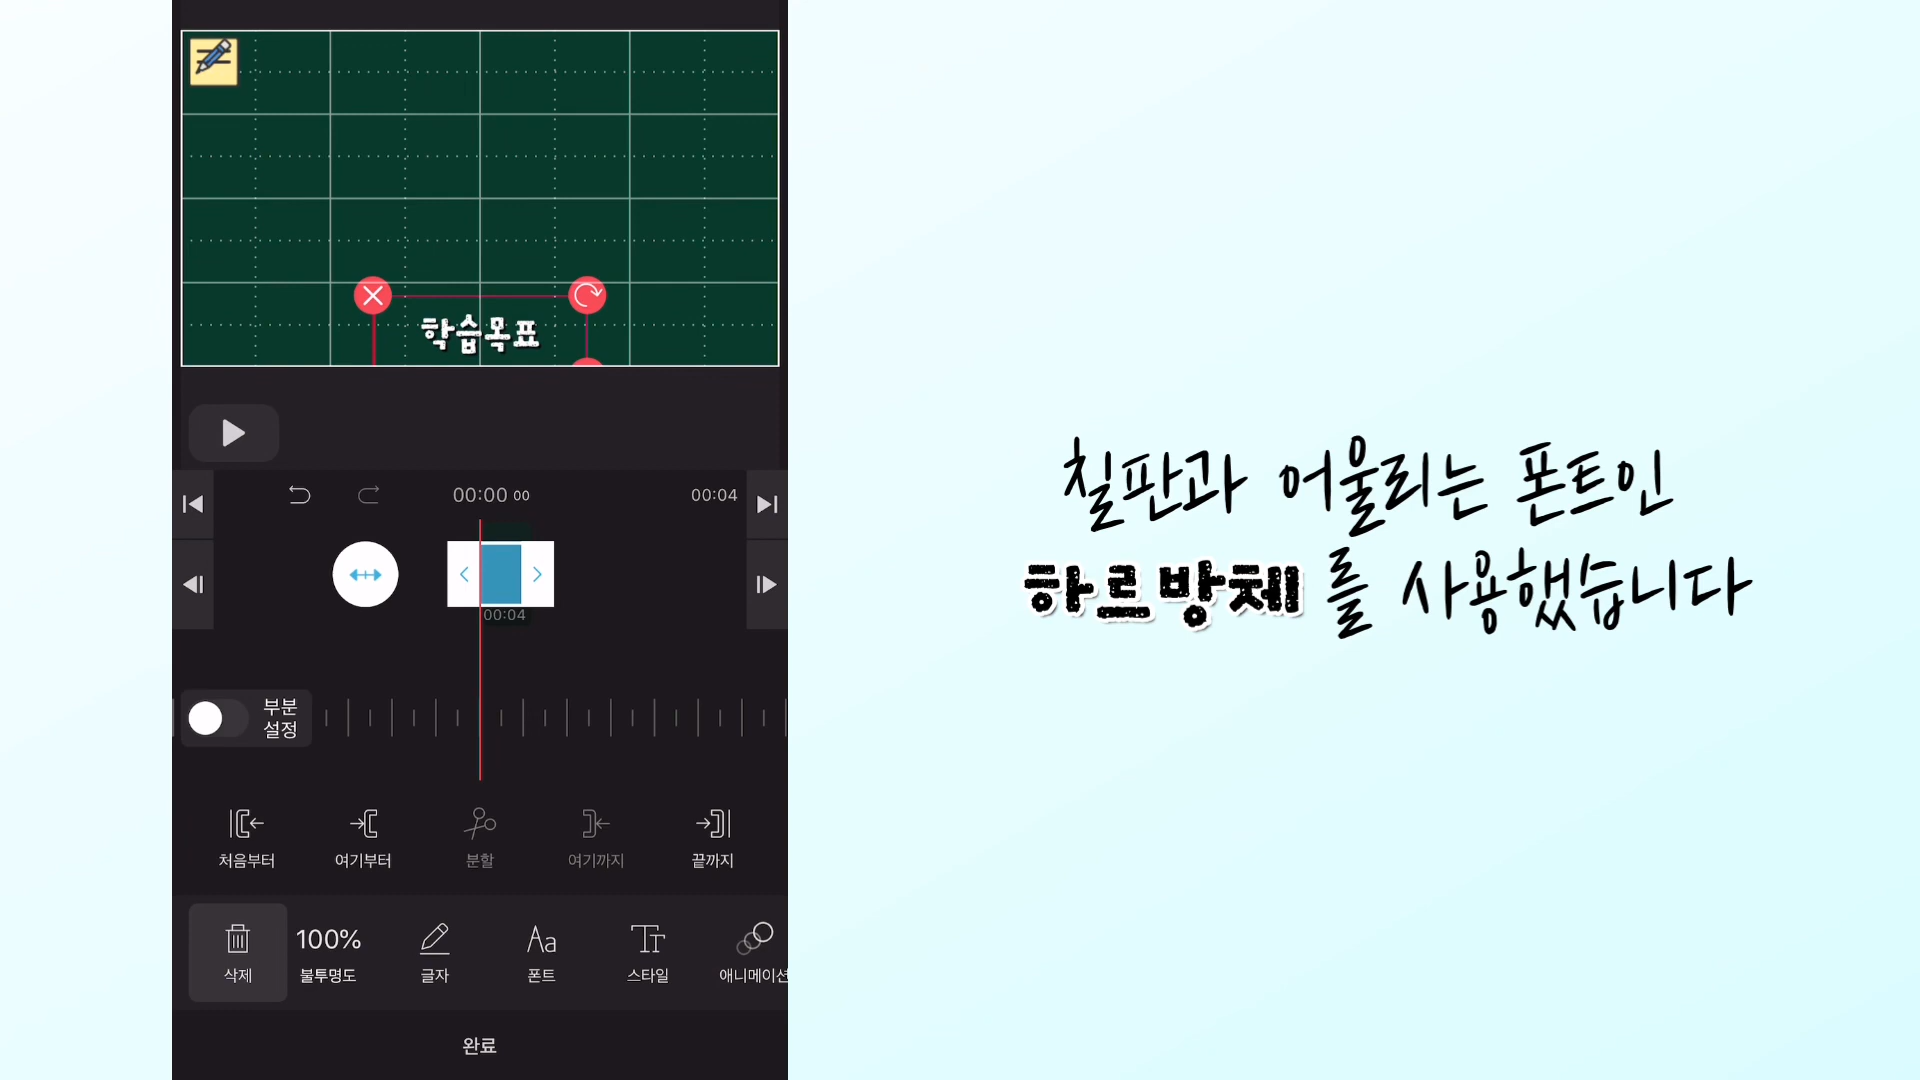 학습목표
00:00 00
00:04
00:04
부분
설정
처음부터
여기부터
분할
여기까지
끝까지
삭제
100%
불투명도
글자
Aa
폰트
TT
스타일
애니메이션
완료
칠판과 어울리는 폰트인
하르방체를 사용했습니다